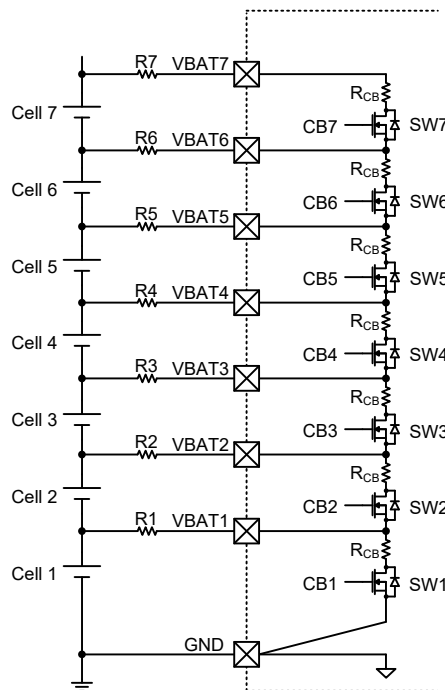 R7 VBAT7
RCB
Cell 7
CB7 SW7
R6 VBAT6
RCB
Cell 6
CB6 SW6
R5 VBAT5
RCB
Cell 5
CB5 SW5
R4 VBAT4
RCB
Cell 4
CB4 SW4
R3 VBAT3
RCB
Cell 3
CB3 SW3
R2 VBAT2
RCB
Cell 2
CB2 SW2
R1 VBAT1
RCB
Cell 1
CB1 SW1
GND